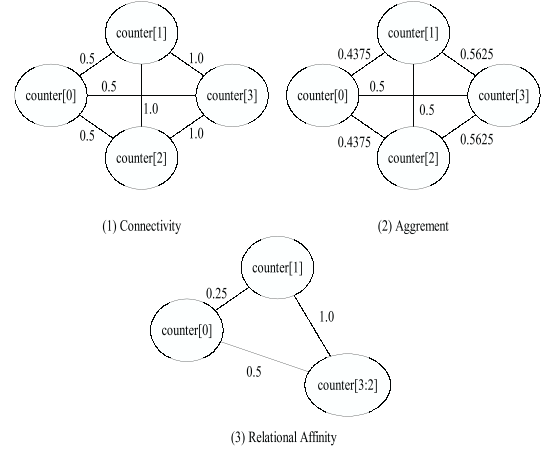 counter[1]
0.5
1.0
counter[0]
0.5
counter[3]
1.0
0.5
1.0
counter[2]
(1) Connectivity
counter[1]
0.4375
0.5625
counter[0]
0.5
counter[3]
0.5
0.4375
0.5625
counter[2]
(2) Aggrement
counter[1]
0.25
1.0
counter[0]
0.5
counter[3:2]
(3) Relational Affinity